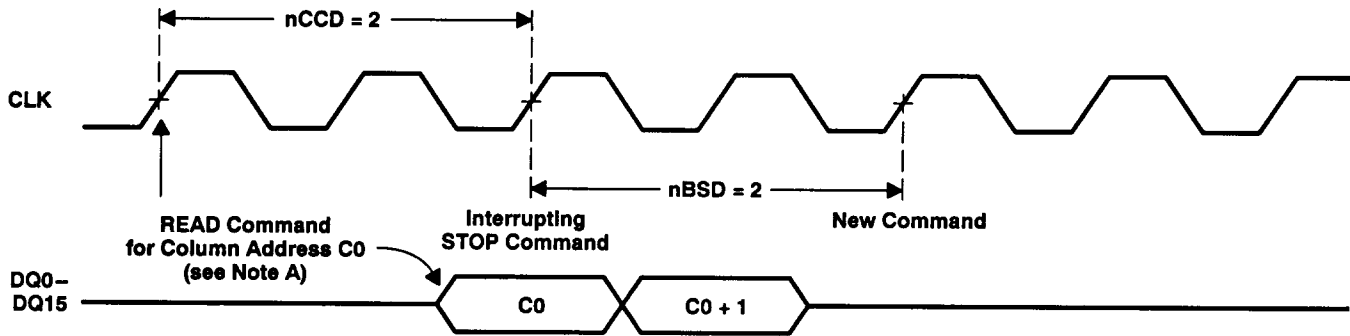 nCCD = 2
CLK
nBSD = 2
READ Command
for Column Address C0
(see Note A)
Interrupting
STOP Command
New Command
DQ0–
DQ15
C0
C0 + 1